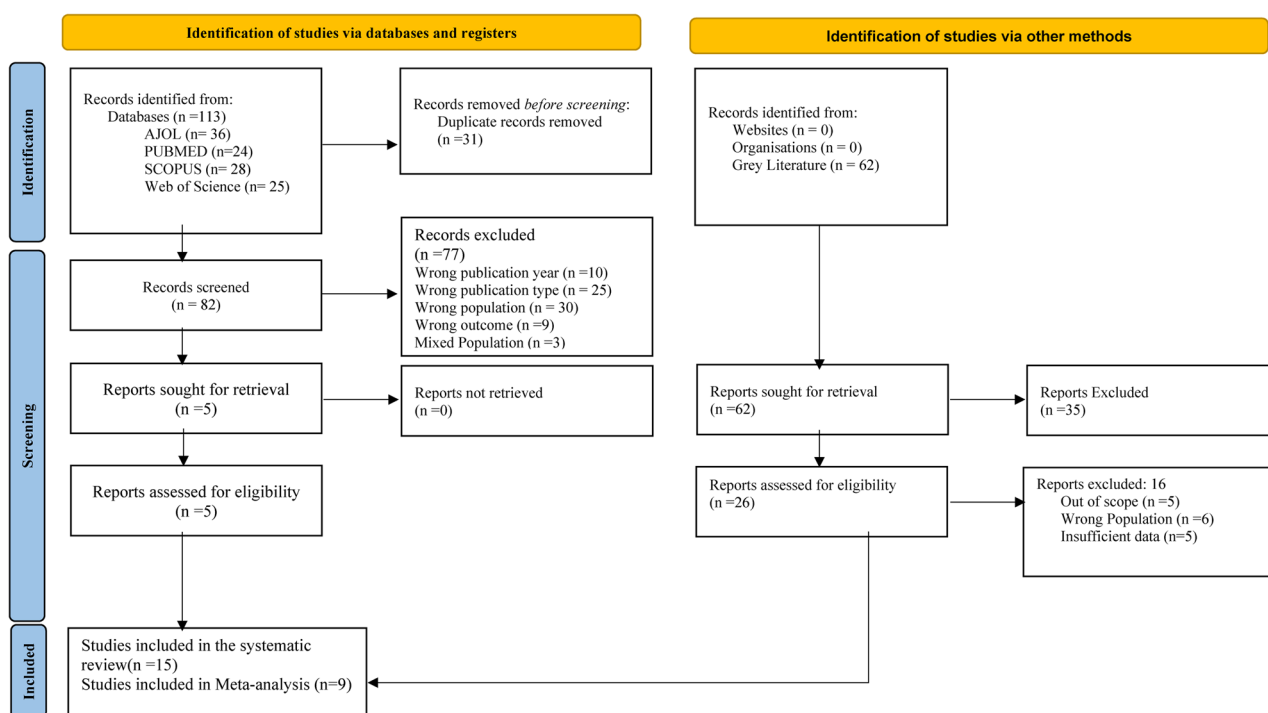 Identification of studies via databases and registers
Identification of studies via other methods
Identification
Records identified from:
Databases (n =113)
AJOL (n= 36)
PUBMED (n=24)
SCOPUS (n= 28)
Web of Science (n= 25)
Records removed before screening:
Duplicate records removed
(n =31)
Records identified from:
Websites (n = 0)
Organisations (n = 0)
Grey Literature (n = 62)
Screening
Records screened
(n = 82)
Records excluded
(n =77)
Wrong publication year (n =10)
Wrong publication type (n = 25)
Wrong population (n = 30)
Wrong outcome (n =9)
Mixed Population (n =3)
Reports sought for retrieval
(n =5)
Reports not retrieved
(n =0)
Reports sought for retrieval
(n =62)
Reports Excluded
(n =35)
Reports assessed for eligibility
(n =5)
Reports assessed for eligibility
(n =26)
Reports excluded: 16
Out of scope (n =5)
Wrong Population (n =6)
Insufficient data (n=5)
Included
Studies included in the systematic
review(n =15)
Studies included in Meta-analysis (n=9)